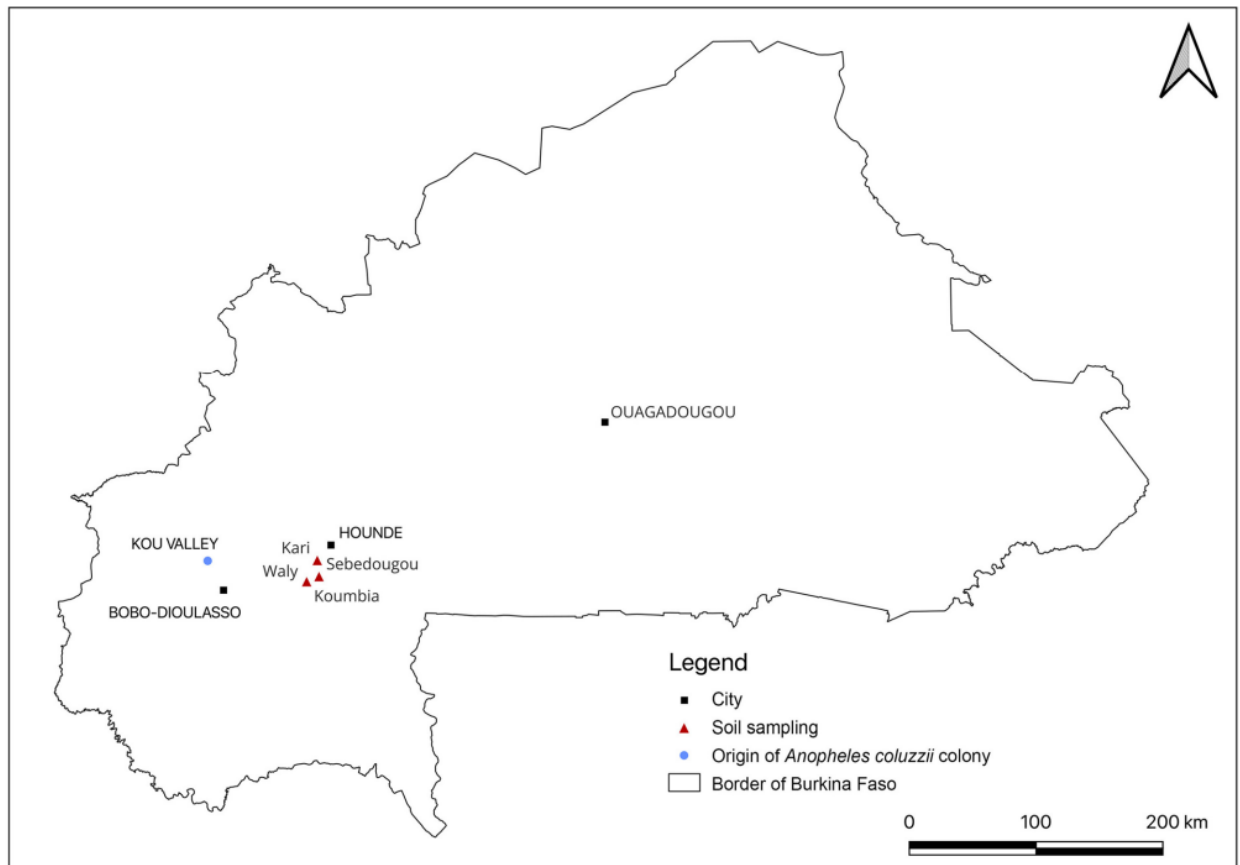 OUAGADOUGOU
HOUNDE
KOU VALLEY
Kari
Sebedougou
Waly
Koumbia
BOBO-DIOULASSO
Legend
City
Soil sampling
Origin of Anopheles coluzzii colony
Border of Burkina Faso
0 100 200 km